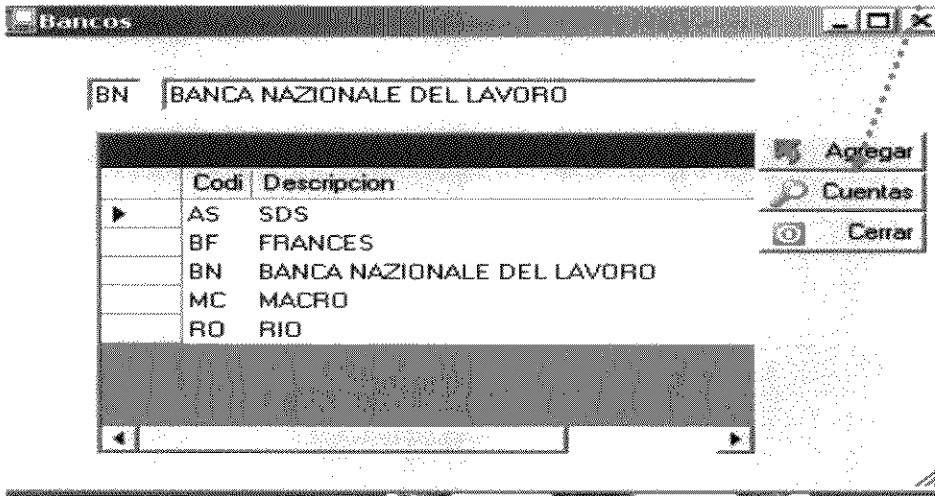 Bancos
BN BANCA NAZIONALE DEL LAVORO
Agregar
Codi Descripcion
Cuentas
AS SDS
Cerrar
BF FRANCES
BN BANCA NAZIONALE DEL LAVORO
MC MACRO
RO RIO